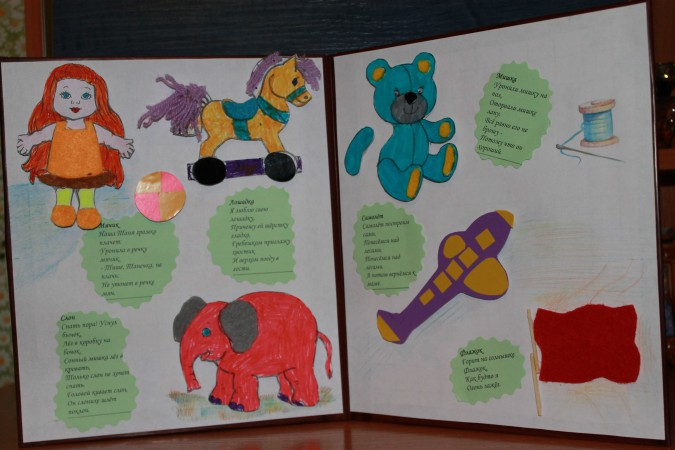 Мячик
Наша Таня громко
плачет:
Уронила в речку
мячик.
- Тише, Танечка, не
плачь:
Не утонет в речке
мяч.
Лошадка
Я люблю свою
лошадку,
Причешу ей шёрстку
гладко,
Гребешком приглажу
хвостик
И верхом поеду в
гости.
Слон
Спать пора! Уснул
бычок,
Лёг в коробку на
бочок.
Сонный мишка лёг в
кровать,
Только слон не хочет
спать.
Головой кивает слон,
Он слонихе шлёт
поклон.
Мишка
Уронили мишку на
пол,
Оторвали мишке
лапу.
Всё равно его не
брошу -
Потому что он
хороший.
Самолёт
Самолёт построим
сами,
Понесёмся над
лесами.
Понесёмся над
лесами,
А потом вернёмся к
маме.
Флажок
Горит на солнышке
Флажок,
Как будто я
Огонь зажёг.